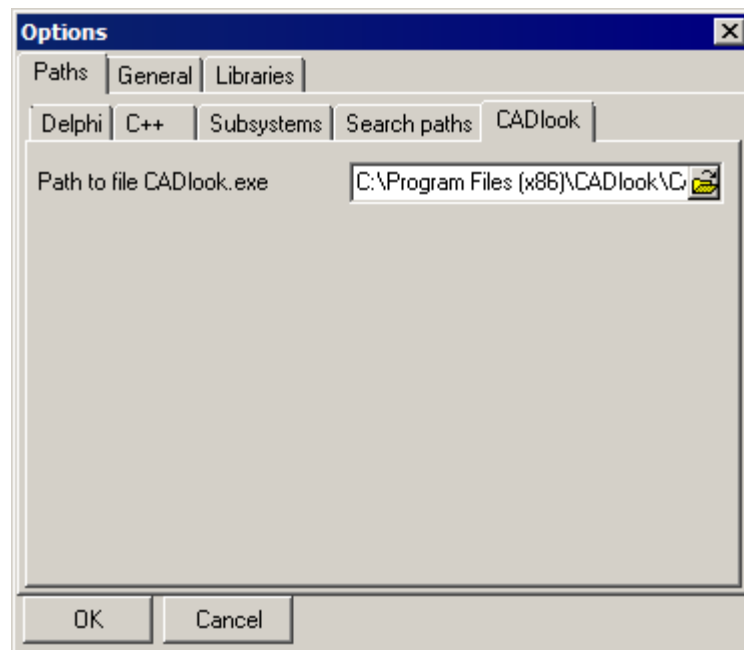 Options
Paths General Libraries
Delphi C++ Subsystems Search paths CADlook
Path to file CADlook.exe C:\Program Files (x86)\CADlook\C
OK Cancel